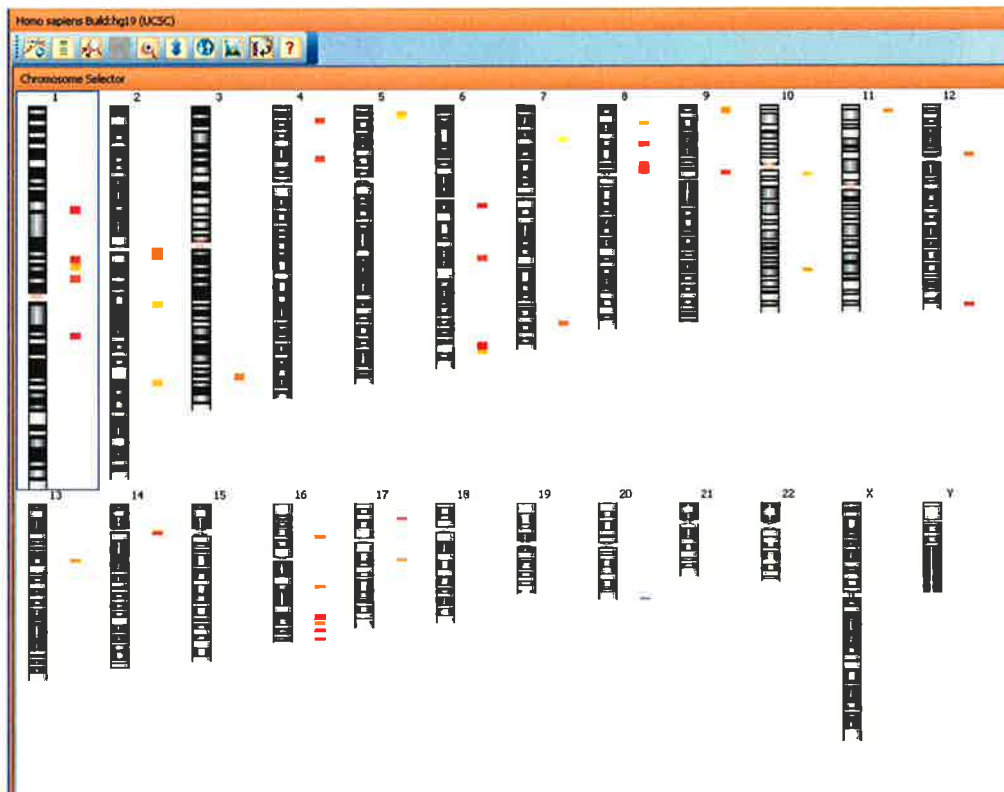 Homo sapiens Build:hg19 (UCSC)
?
Chromosome Selector
1 2 3 4 5 6 7 8 9 10 11 12
13 14 15 16 17 18 19 20 21 22 X Y